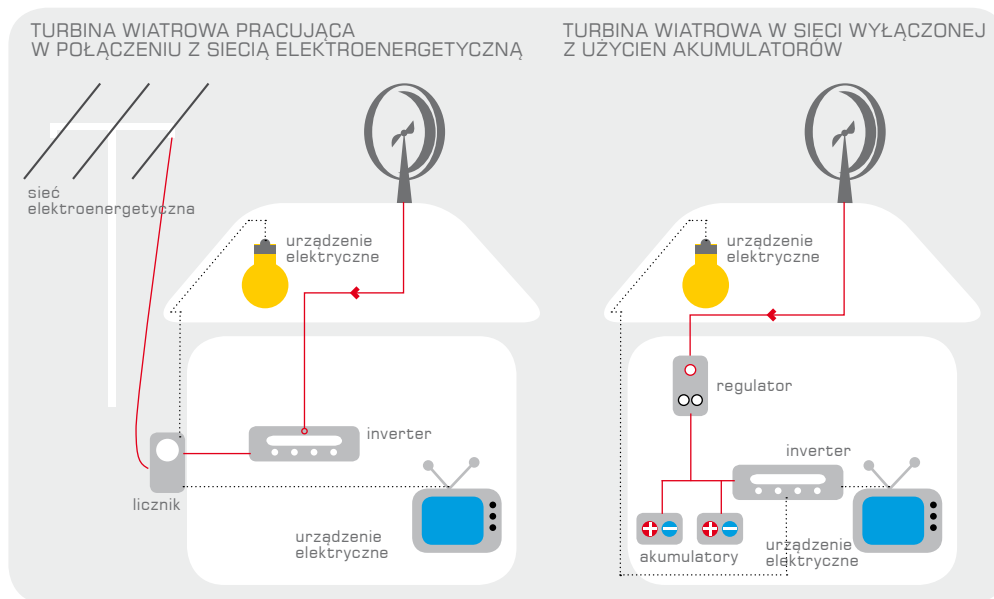 TURBINA WIATROWA PRACUJĄCA
W POŁĄCZENIU Z SIECIĄ ELEKTROENERGETYCZNĄ
sieć
elektroenergetyczna
urządzenie
elektryczne
inverter
licznik
urządzenie
elektryczne
TURBINA WIATROWA W SIECI WYŁĄCZONEJ
Z UŻYCIEN AKUMULATORÓW
urządzenie
elektryczne
regulator
inverter
akumulatory
urządzenie
elektryczne